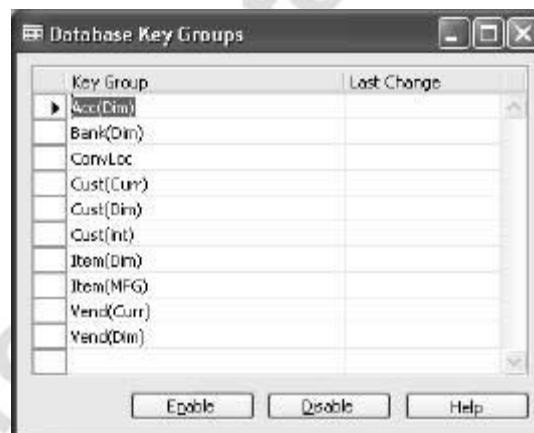 Database Key Groups
Key Group Last Change
Acc(Dim)
Bank(Dim)
ConvLoc
Cust(Curr)
Cust(Dim)
Cust(int)
Item(Dim)
Item(MFG)
Vend(Curr)
Vend(Dim)
Enable Disable Help